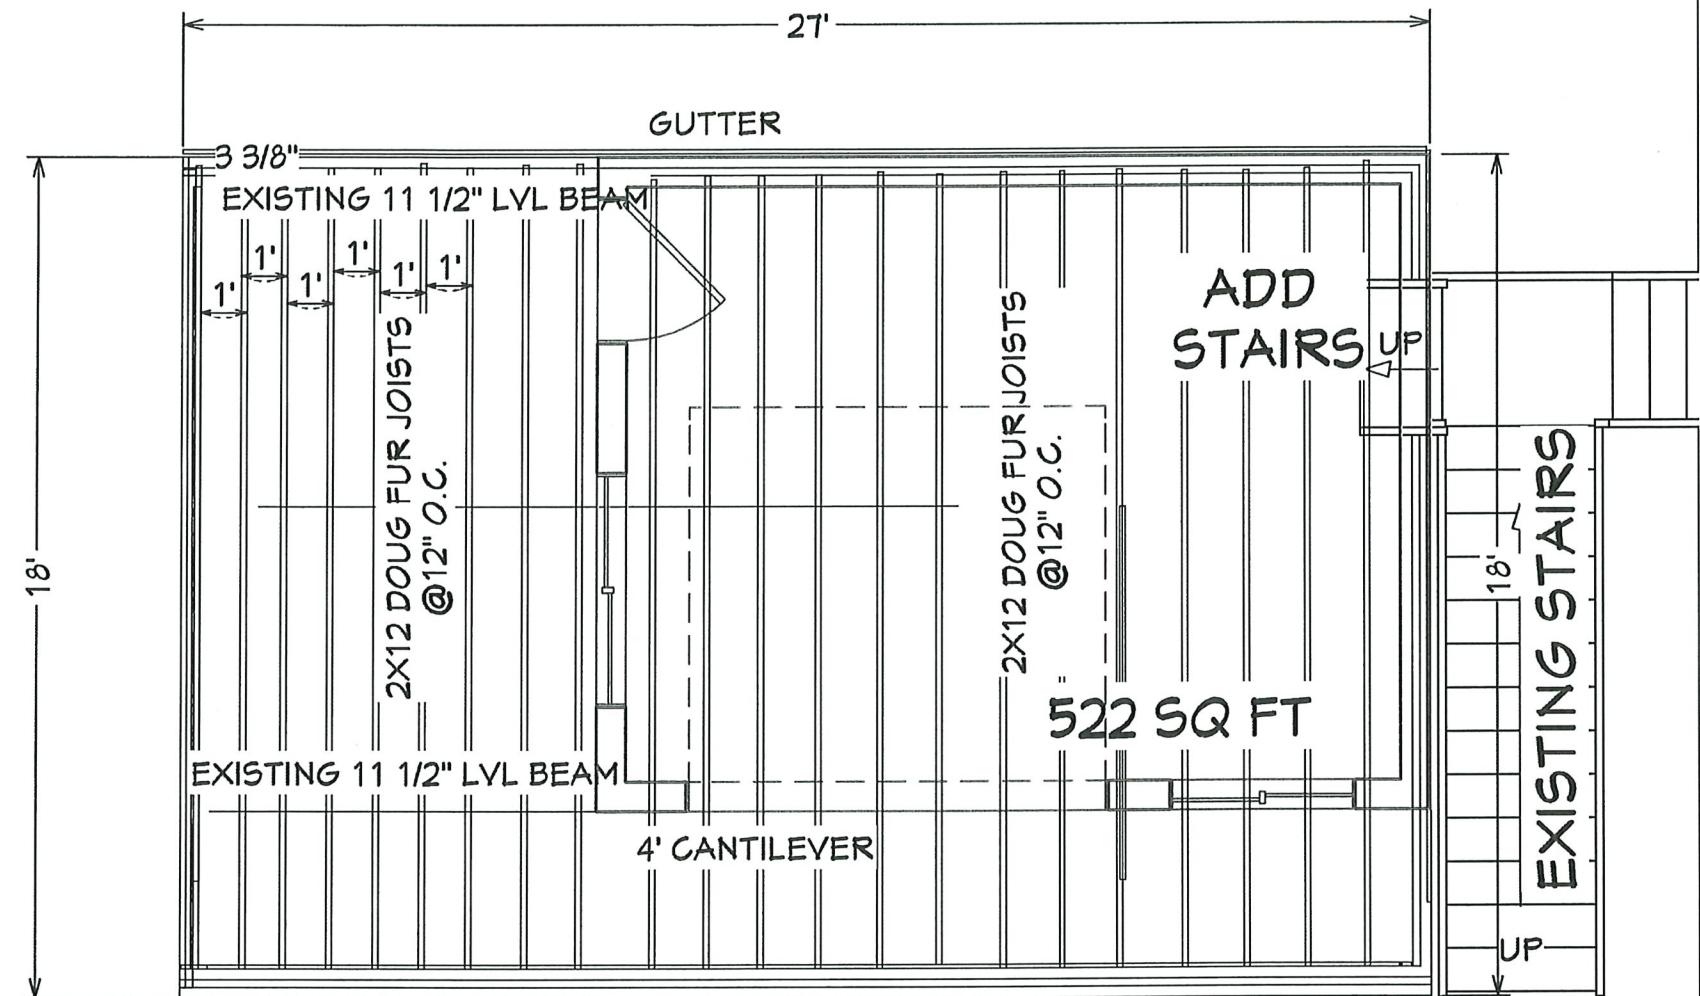 27'
GUTTER
3 3/8"
EXISTING 11 1/2" LVL BEAM
1'
1'
1'
1'
1'
1'
2X12 DOUG FUR JOISTS
@12" O.C.
2X12 DOUG FUR JOISTS
@12" O.C.
ADD
STAIRS
UP
18'
18'
EXISTING STAIRS
522 SQ FT
EXISTING 11 1/2" LVL BEAM
4' CANTILEVER
UP